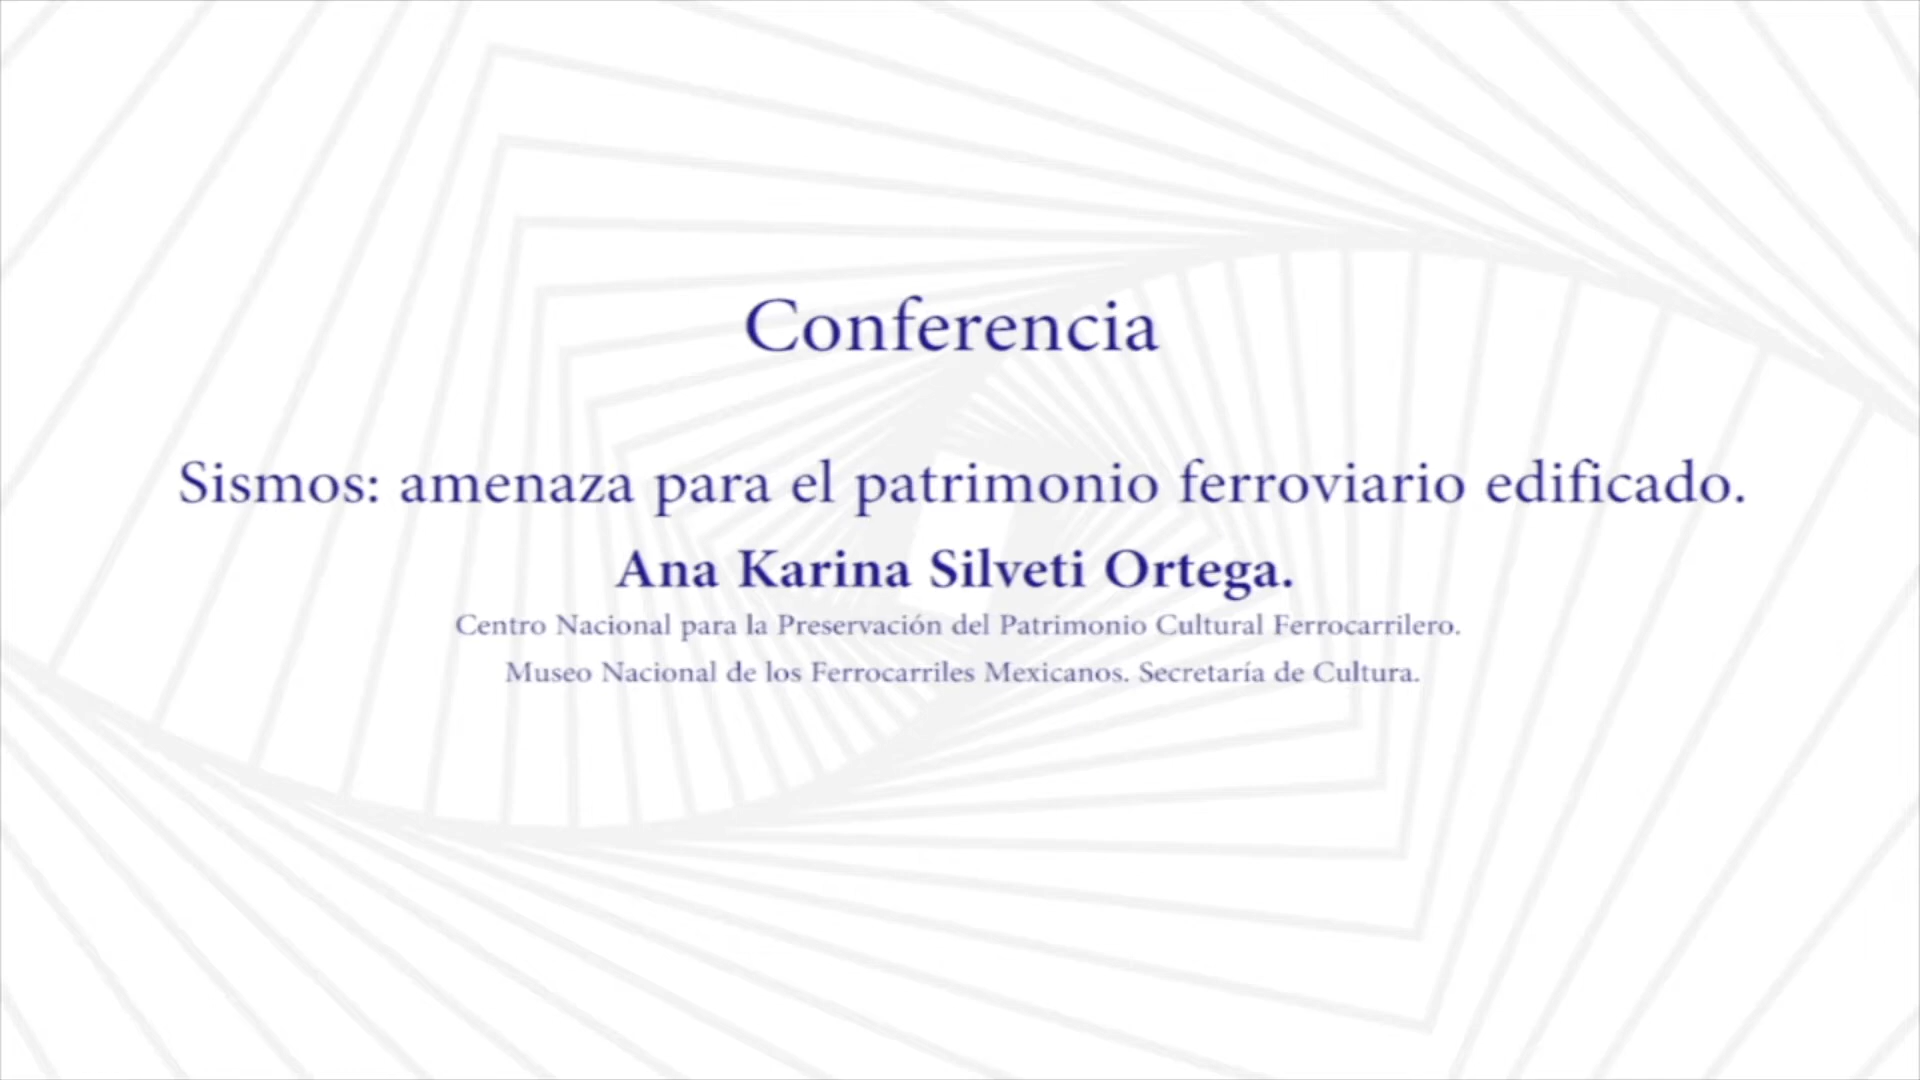 Conferencia
Sismos: amenaza para el patrimonio ferroviario edificado.
Ana Karina Silveti Ortega.
Centro Nacional para la Preservación del Patrimonio Cultural Ferrocarrilero.
Museo Nacional de los Ferrocarriles Mexicanos. Secretaría de Cultura.